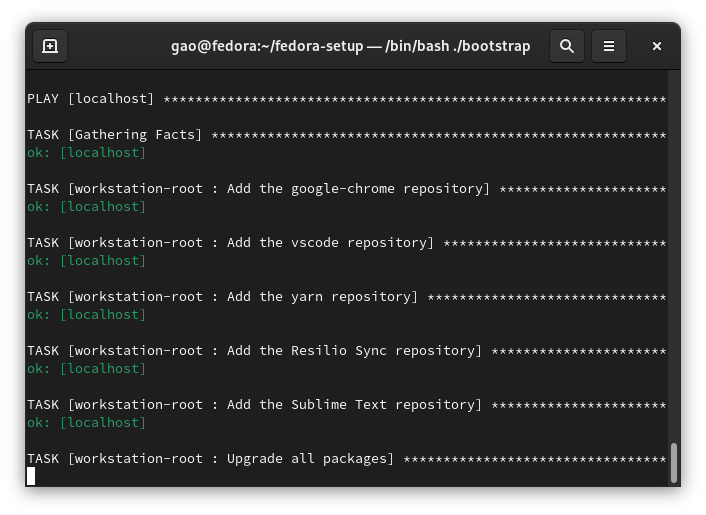 gao@fedora:~/fedora-setup — /bin/bash ./bootstrap
PLAY [localhost] ***************************************************************
TASK [Gathering Facts] *********************************************************
ok: [localhost]
TASK [workstation-root : Add the google-chrome repository] *********************
ok: [localhost]
TASK [workstation-root : Add the vscode repository] ****************************
ok: [localhost]
TASK [workstation-root : Add the yarn repository] ******************************
ok: [localhost]
TASK [workstation-root : Add the Resilio Sync repository] **********************
ok: [localhost]
TASK [workstation-root : Add the Sublime Text repository] **********************
ok: [localhost]
TASK [workstation-root : Upgrade all packages] *********************************